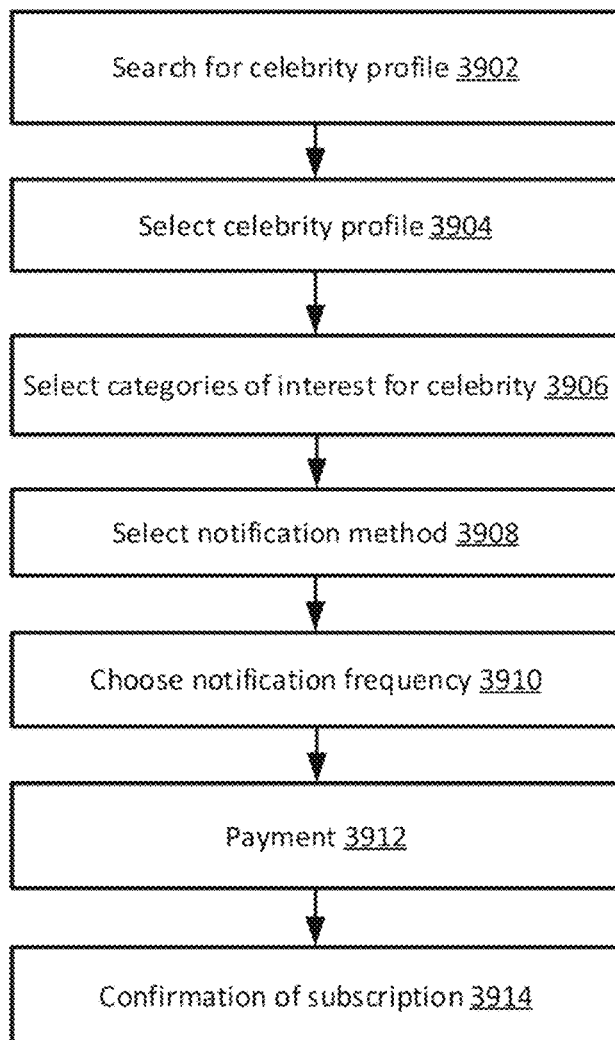 Search for celebrity profile 3902
Select celebrity profile 3904
Select categories of interest for celebrity 3906
Select notification method 3908
Choose notification frequency 3910
Payment 3912
Confirmation of subscription 3914